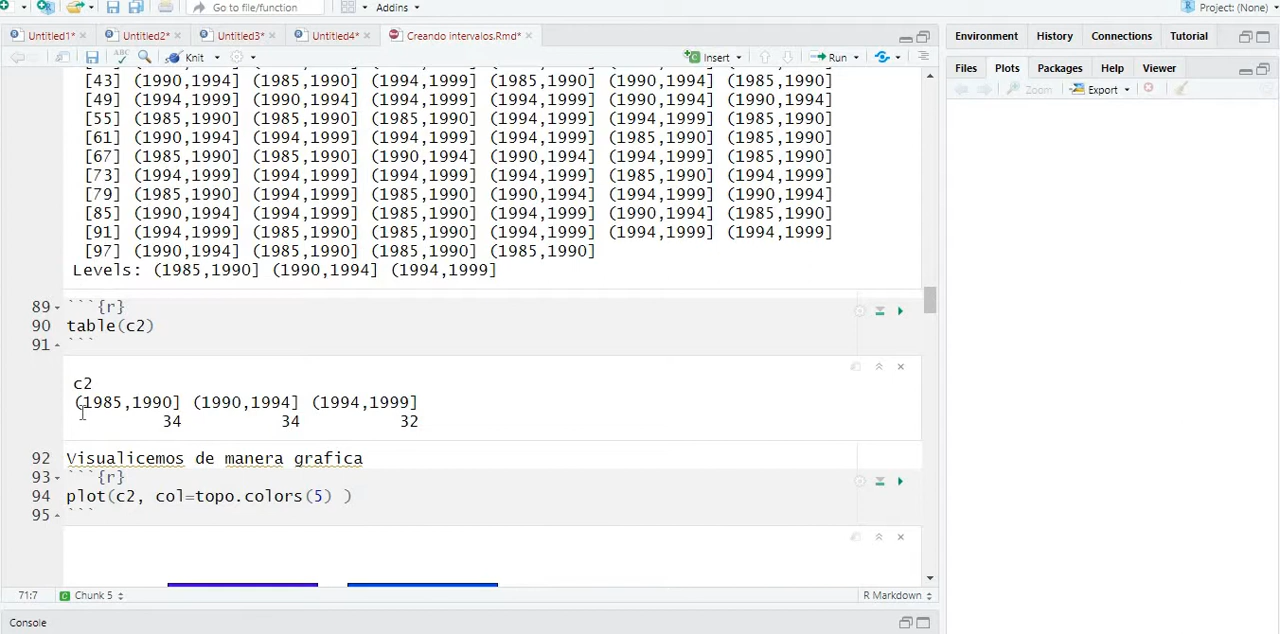 Go to file/function
Addins
Project: (None)
Untitled1*
Untitled2*
Untitled3*
Untitled4*
Creando intervalos.Rmd*
Knit
Insert
Run
[43] (1990,1994] (1985,1990] (1994,1999] (1985,1990] (1990,1994] (1985,1990]
[49] (1994,1999] (1990,1994] (1994,1999] (1994,1999] (1990,1994] (1990,1994]
[55] (1985,1990] (1985,1990] (1994,1999] (1985,1990] (1985,1990] (1994,1999]
[61] (1990,1994] (1994,1999] (1994,1999] (1994,1999] (1985,1990] (1985,1990]
[67] (1985,1990] (1985,1990] (1990,1994] (1990,1994] (1994,1999] (1985,1990]
[73] (1994,1999] (1994,1999] (1994,1999] (1994,1999] (1985,1990] (1994,1999]
[79] (1985,1990] (1994,1999] (1985,1990] (1990,1994] (1994,1999] (1990,1994]
[85] (1990,1994] (1994,1999] (1985,1990] (1994,1999] (1990,1994] (1985,1990]
[91] (1994,1999] (1985,1990] (1985,1990] (1994,1999] (1994,1999] (1994,1999]
[97] (1990,1994] (1985,1990] (1985,1990] (1985,1990]
Levels: (1985,1990] (1990,1994] (1994,1999]
89 ```{r}
90 table(c2)
91 ```
c2
(1985,1990] (1990,1994] (1994,1999]
34 34 32
92 Visualicemos de manera grafica
93 ```{r}
94 plot(c2, col=topo.colors(5) )
95 ```
71:7
Chunk 5
R Markdown
Console
Environment
History
Connections
Tutorial
Files
Plots
Packages
Help
Viewer
Zoom
Export